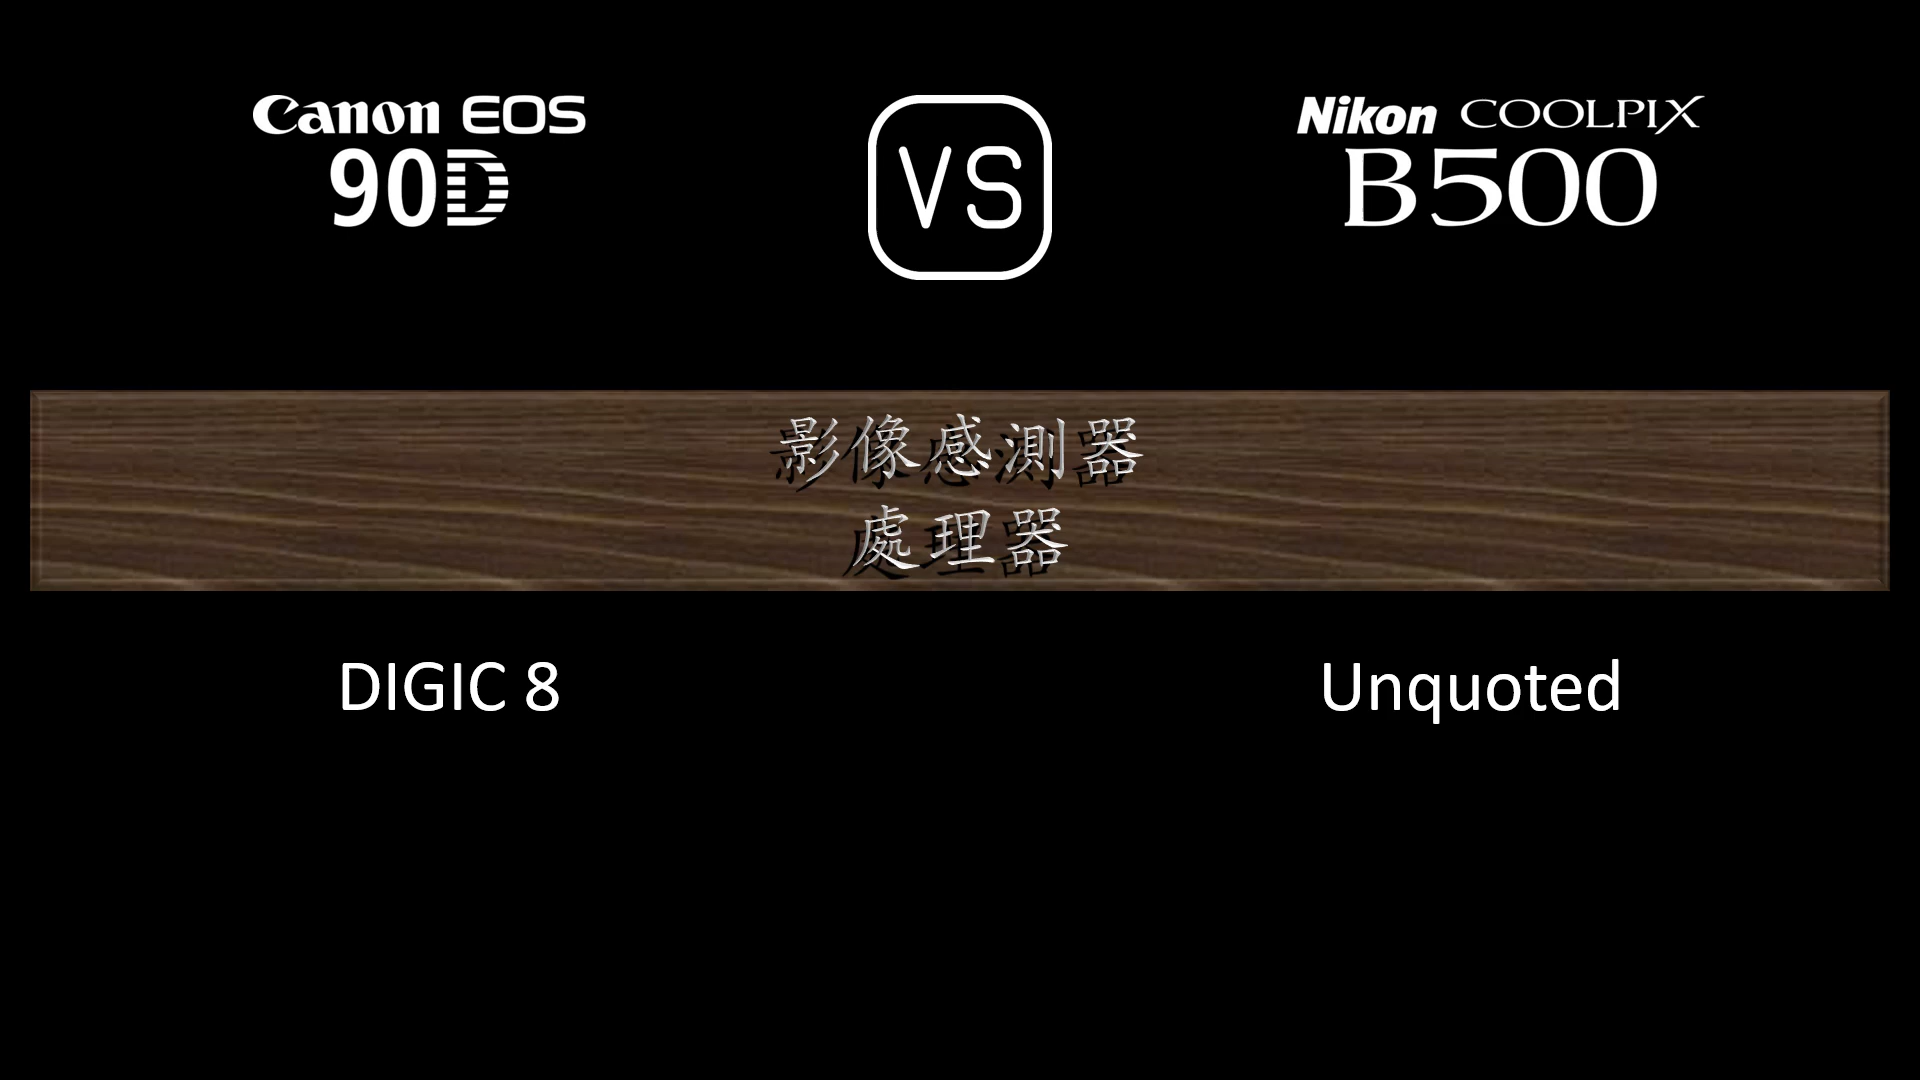 Canon EOS
90D
VS
Nikon COOLPIX
B500
影像感測器
處理器
DIGIC 8
Unquoted